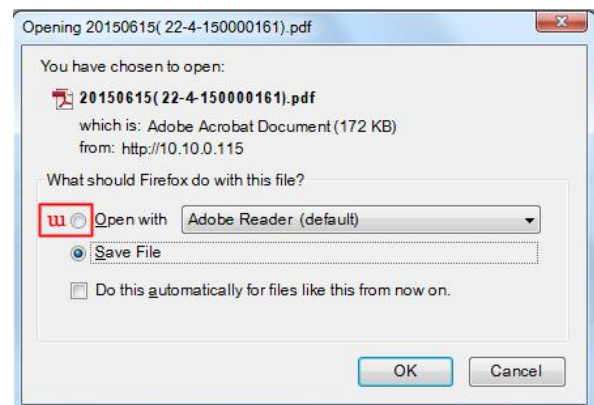 Opening 20150615( 22-4-150000161).pdf
You have chosen to open:
20150615( 22-4-150000161).pdf
which is: Adobe Acrobat Document (172 KB)
from: http://10.10.0.115
What should Firefox do with this file?
ɯ Open with Adobe Reader (default)
Save File
Do this automatically for files like this from now on.
OK Cancel